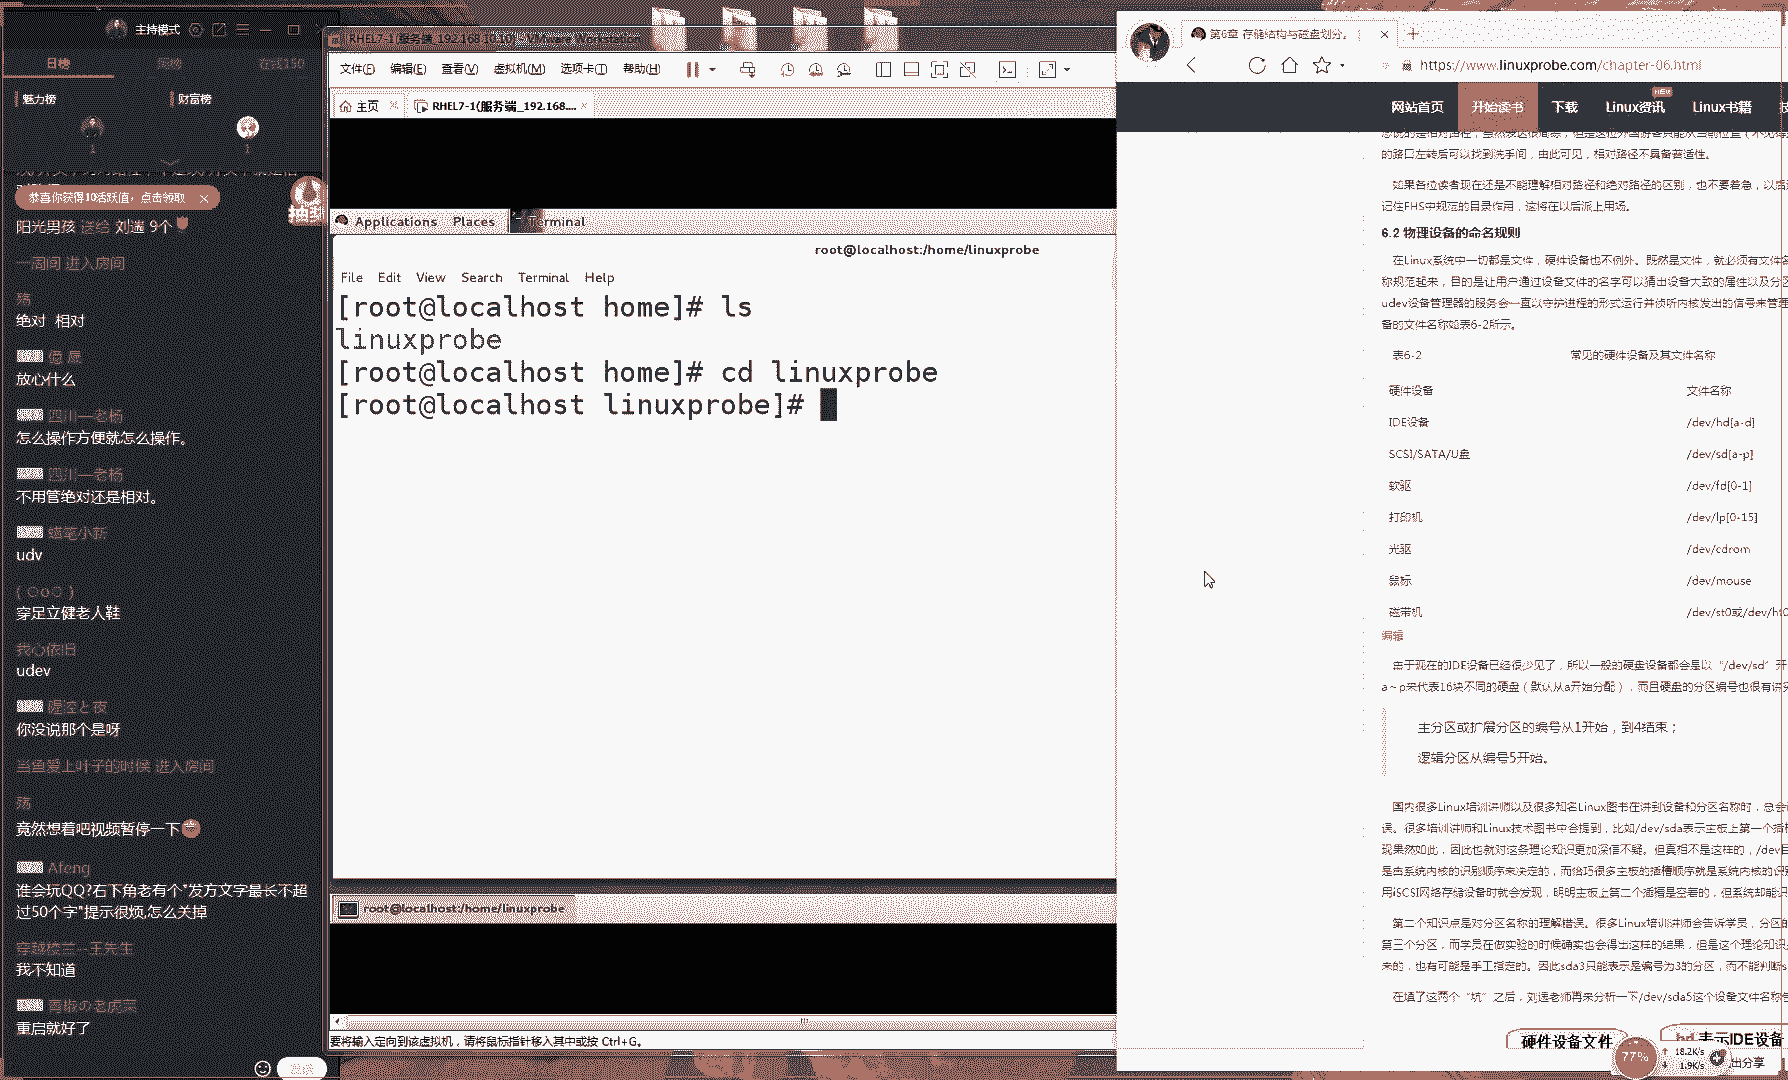 主持模式
日榜
在线150
魅力榜
财富榜
1
1
恭喜你获得10活跃值，点击领取
阳光男孩 送给 刘遄 9个
一周间 进入房间
殇
绝对 相对
放心什么
四川—老杨
怎么操作方便就怎么操作。
四川—老杨
不用管绝对还是相对。
蜡笔小新
udv
( ○o○ )
穿足立健老人鞋
我心依旧
udev
你没说那个是呀
当鱼爱上叶子的时候 进入房间
殇
竟然想着吧视频暂停一下
Afeng
谁会玩QQ?右下角老有个"发方文字最长不超
过50个字"提示很烦,怎么关掉
穿越楼兰--王先生
我不知道
重启就好了
发送
文件(F) 编辑(E) 查看(V) 虚拟机(M) 选项卡(T) 帮助(H)
主页
RHEL7-1(服务端_192.168....
Applications Places Terminal
root@localhost:/home/linuxprobe
File Edit View Search Terminal Help
[root@localhost home]# ls
linuxprobe
[root@localhost home]# cd linuxprobe
[root@localhost linuxprobe]#
root@localhost:/home/linuxprobe
要将输入定向到该虚拟机，请将鼠标指针移入其中或按 Ctrl+G。
第6章 存储结构与磁盘划分。
https://www.linuxprobe.com/chapter-06.html
网站首页 开始读书 下载 Linux资讯 NEW Linux书籍
的路口左转后可以找到洗手间，由此可见，相对路径不具备普适性。
如果各位读者现在还是不能理解相对路径和绝对路径的区别，也不要着急，以后
记住FHS中规范的目录作用，这将在以后派上用场。
6.2 物理设备的命名规则
在Linux系统中一切都是文件，硬件设备也不例外。既然是文件，就必须有文件名
称规范起来，目的是让用户通过设备文件的名字可以猜出设备大致的属性以及分区
udev设备管理器的服务会一直以守护进程的形式运行并侦听内核发出的信号来管理
备的文件名称如表6-2所示。
表6-2 常见的硬件设备及其文件名称
硬件设备 文件名称
IDE设备 /dev/hd[a-d]
SCSI/SATA/U盘 /dev/sd[a-p]
软驱 /dev/fd[0-1]
打印机 /dev/lp[0-15]
光驱 /dev/cdrom
鼠标 /dev/mouse
磁带机 /dev/st0或/dev/ht0
编辑
由于现在的IDE设备已经很少见了，所以一般的硬盘设备都会是以“/dev/sd”开
a～p来代表16块不同的硬盘（默认从a开始分配），而且硬盘的分区编号也很有讲究
主分区或扩展分区的编号从1开始，到4结束；
逻辑分区从编号5开始。
国内很多Linux培训讲师以及很多知名Linux图书在讲到设备和分区名称时，总会
误。很多培训讲师和Linux技术图书中会提到，比如/dev/sda表示主板上第一个插槽
现果然如此，因此也就对这条理论知识更加深信不疑。但真相不是这样的，/dev目
是由系统内核的识别顺序来决定的，而恰巧很多主板的插槽顺序就是系统内核的识别
用iSCSI网络存储设备时就会发现，明明主板上第二个插槽是空着的，但系统却能
第二个知识点是对分区名称的理解错误。很多Linux培训讲师会告诉学员，分区的
第三个分区，而学员在做实验的时候确实也会得出这样的结果，但是这个理论知识
来的，也有可能是手工指定的。因此sda3只能表示是编号为3的分区，而不能判断s
在填了这两个“坑”之后，刘遄老师再来分析一下/dev/sda5这个设备文件名称
硬件设备文件
hd表示IDE设备
77%
18.2K/s
1.9K/s
出分享